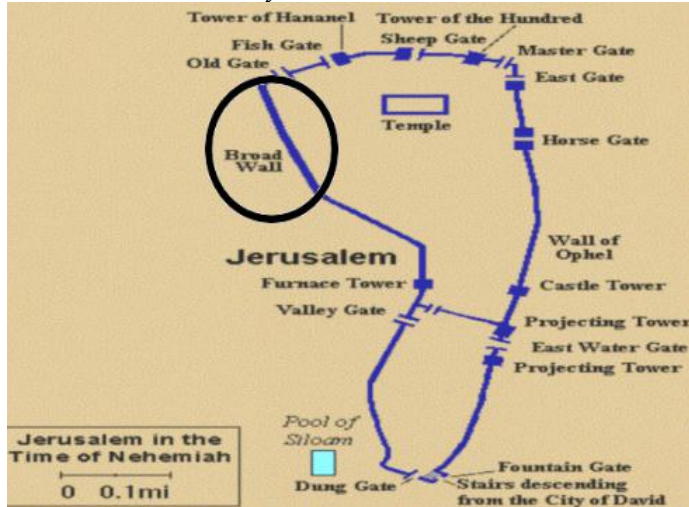 Tower of Hananel
Tower of the Hundred
Fish Gate
Sheep Gate
Master Gate
Old Gate
East Gate
Temple
Horse Gate
Broad
Wall
Jerusalem
Wall of
Ophel
Furnace Tower
Castle Tower
Valley Gate
Projecting Tower
East Water Gate
Projecting Tower
Pool of
Siloam
Jerusalem in the
Time of Nehemiah
0 0.1mi
Dung Gate
Fountain Gate
Stairs descending
from the City of David